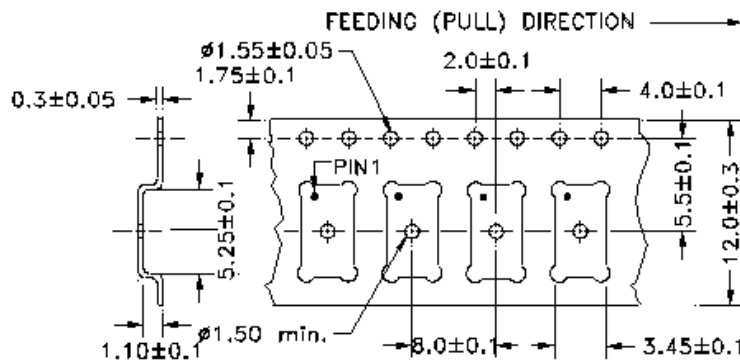 FEEDING (PULL) DIRECTION
ø1.55±0.05
1.75±0.1
2.0±0.1
4.0±0.1
0.3±0.05
PIN1
5.25±0.1
5.5±0.1
12.0±0.3
ø1.50 min.
1.10±0.1
8.0±0.1
3.45±0.1